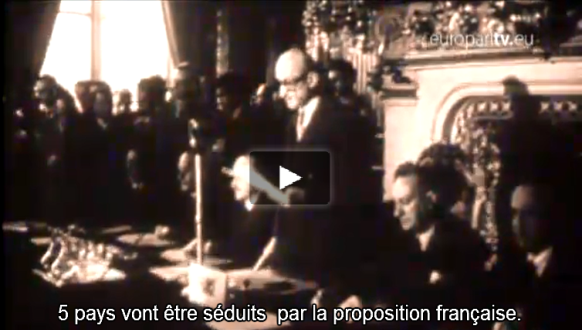 europarltv.eu
5 pays vont être séduits  par la proposition française.